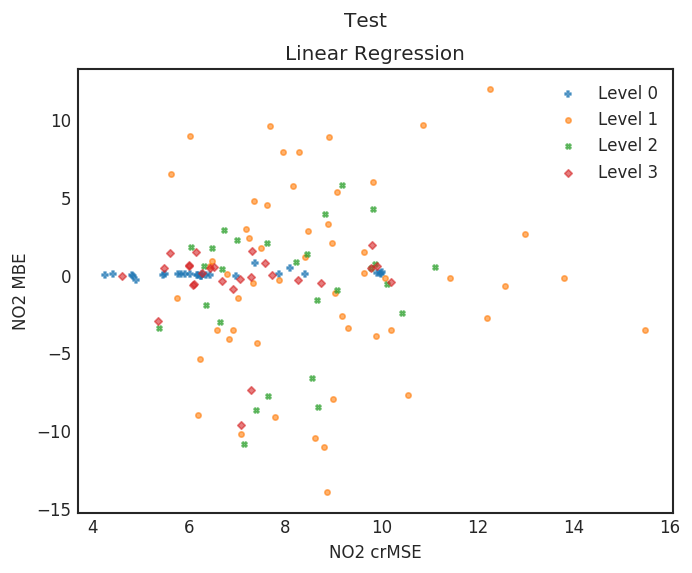 Test
Linear Regression
Level 0
Level 1
Level 2
Level 3
NO2 MBE
10
5
0
−5
−10
−15
4 6 8 10 12 14 16
NO2 crMSE